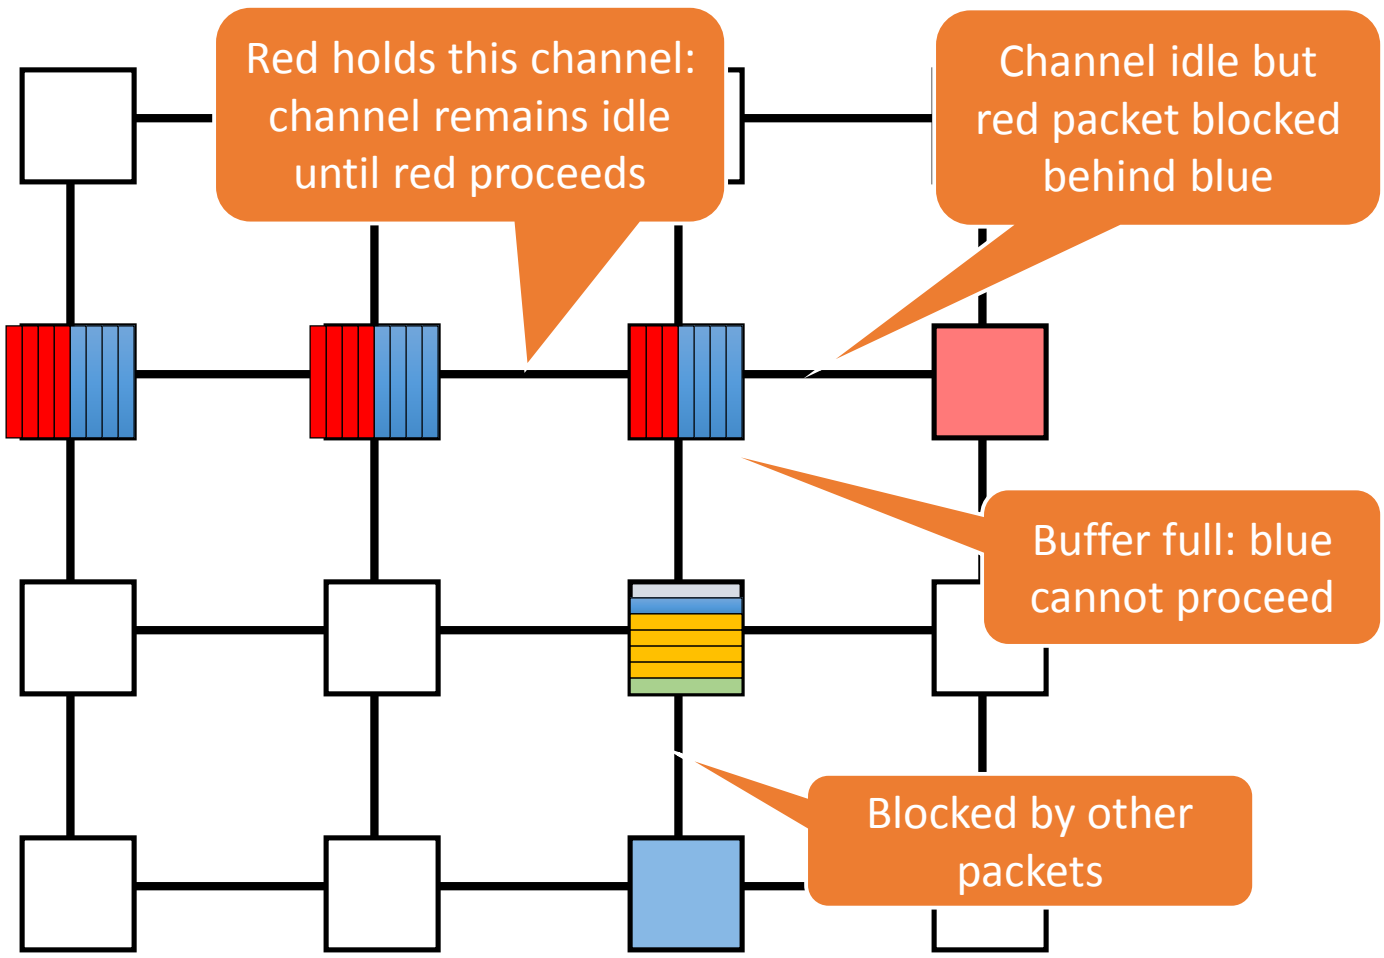 Red holds this channel:
channel remains idle
until red proceeds
Channel idle but
red packet blocked
behind blue
Buffer full: blue
cannot proceed
Blocked by other
packets